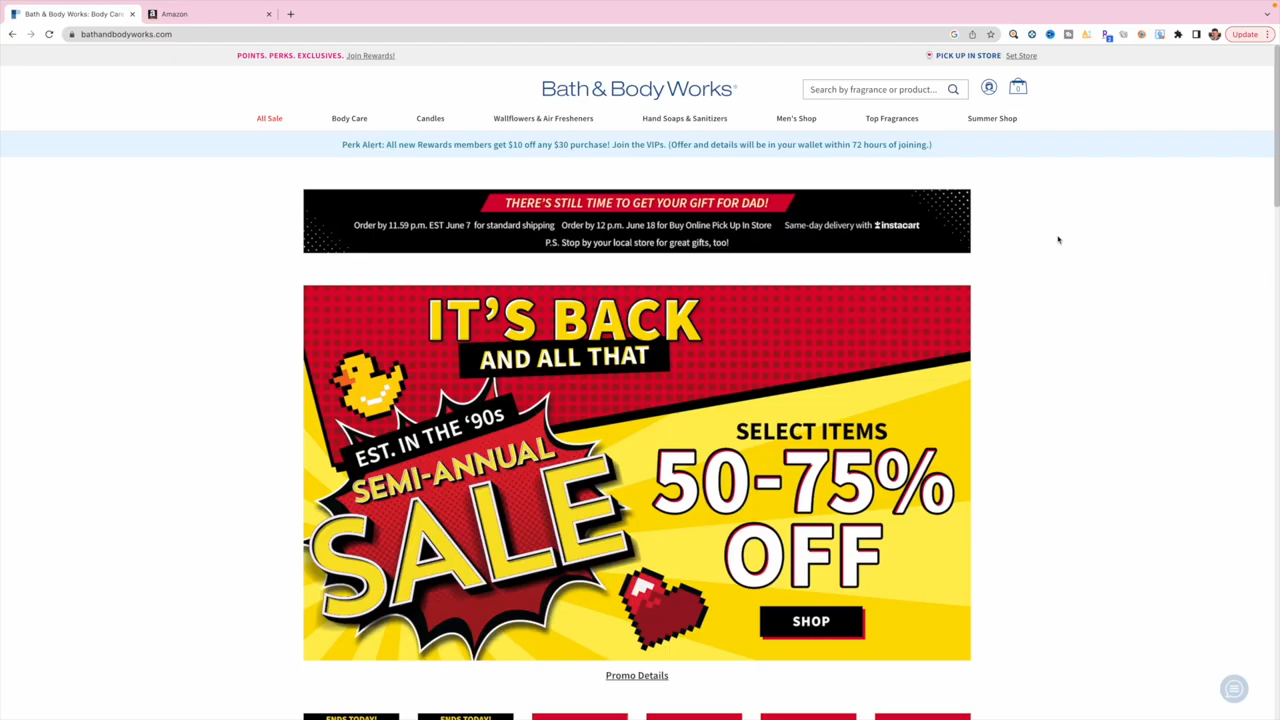 Bath & Body Works: Body Care
Amazon
bathandbodyworks.com
Update
POINTS. PERKS. EXCLUSIVES. Join Rewards!
PICK UP IN STORE Set Store
Bath & Body Works®
Search by fragrance or product...
0
All Sale
Body Care
Candles
Wallflowers & Air Fresheners
Hand Soaps & Sanitizers
Men's Shop
Top Fragrances
Summer Shop
Perk Alert: All new Rewards members get $10 off any $30 purchase! Join the VIPs. (Offer and details will be in your wallet within 72 hours of joining.)
THERE'S STILL TIME TO GET YOUR GIFT FOR DAD!
Order by 11.59 p.m. EST June 7 for standard shipping Order by 12 p.m. June 18 for Buy Online Pick Up In Store Same-day delivery with instacart
P.S. Stop by your local store for great gifts, too!
IT'S BACK
AND ALL THAT
EST. IN THE '90s
SEMI-ANNUAL
SALE
SELECT ITEMS
50-75%
OFF
SHOP
Promo Details
ENDS TODAY!
ENDS TODAY!